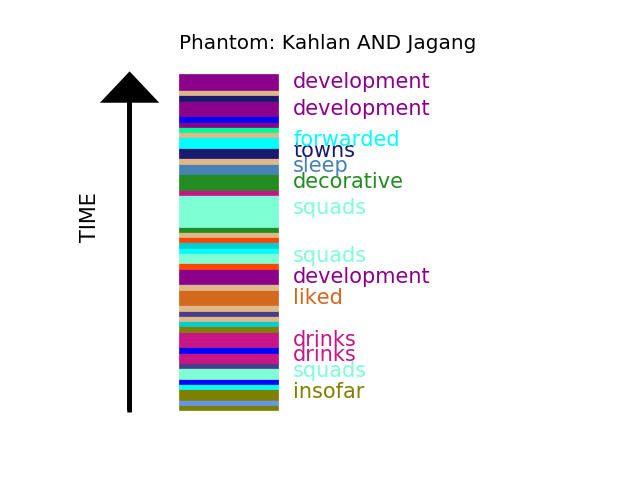 Phantom: Kahlan AND Jagang
development
development
forwarded
towns
sleep
decorative
squads
squads
development
liked
drinks
drinks
squads
insofar
TIME